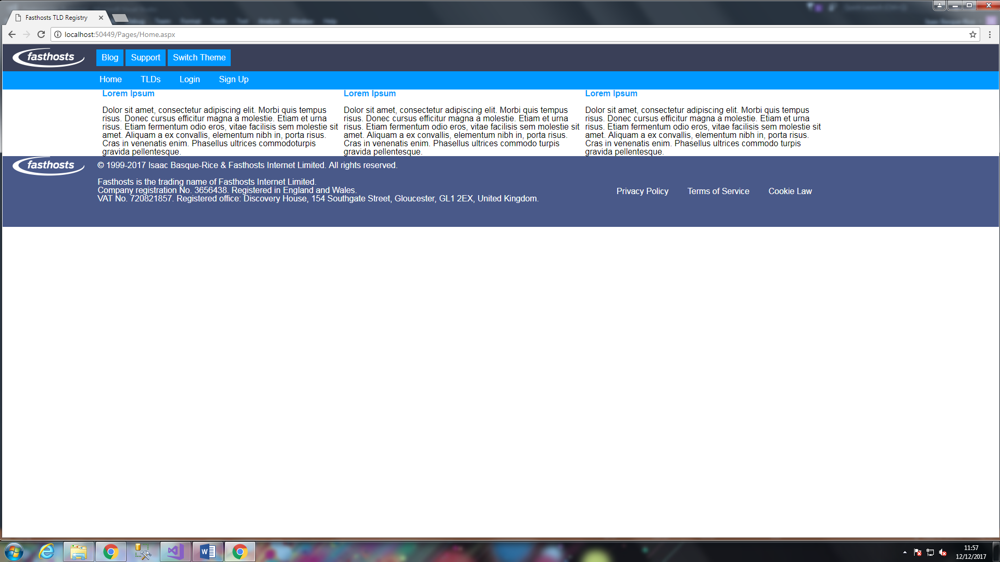 Fasthosts TLD Registry
localhost:50449/Pages/Home.aspx
fasthosts
Blog Support Switch Theme
Home TLDs Login Sign Up
Lorem Ipsum
Dolor sit amet, consectetur adipiscing elit. Morbi quis tempus
risus. Donec cursus efficitur magna a molestie. Etiam et urna
risus. Etiam fermentum odio eros, vitae facilisis sem molestie sit
amet. Aliquam a ex convallis, elementum nibh in, porta risus.
Cras in venenatis enim. Phasellus ultrices commodoturpis
gravida pellentesque.
Lorem Ipsum
Dolor sit amet, consectetur adipiscing elit. Morbi quis tempus
risus. Donec cursus efficitur magna a molestie. Etiam et urna
risus. Etiam fermentum odio eros, vitae facilisis sem molestie sit
amet. Aliquam a ex convallis, elementum nibh in, porta risus.
Cras in venenatis enim. Phasellus ultrices commodo turpis
gravida pellentesque.
Lorem Ipsum
Dolor sit amet, consectetur adipiscing elit. Morbi quis tempus
risus. Donec cursus efficitur magna a molestie. Etiam et urna
risus. Etiam fermentum odio eros, vitae facilisis sem molestie sit
amet. Aliquam a ex convallis, elementum nibh in, porta risus.
Cras in venenatis enim. Phasellus ultrices commodo turpis
gravida pellentesque.
fasthosts
© 1999-2017 Isaac Basque-Rice & Fasthosts Internet Limited. All rights reserved.
Fasthosts is the trading name of Fasthosts Internet Limited.
Company registration No. 3656438. Registered in England and Wales.
VAT No. 720821857. Registered office: Discovery House, 154 Southgate Street, Gloucester, GL1 2EX, United Kingdom.
Privacy Policy Terms of Service Cookie Law
11:57
12/12/2017